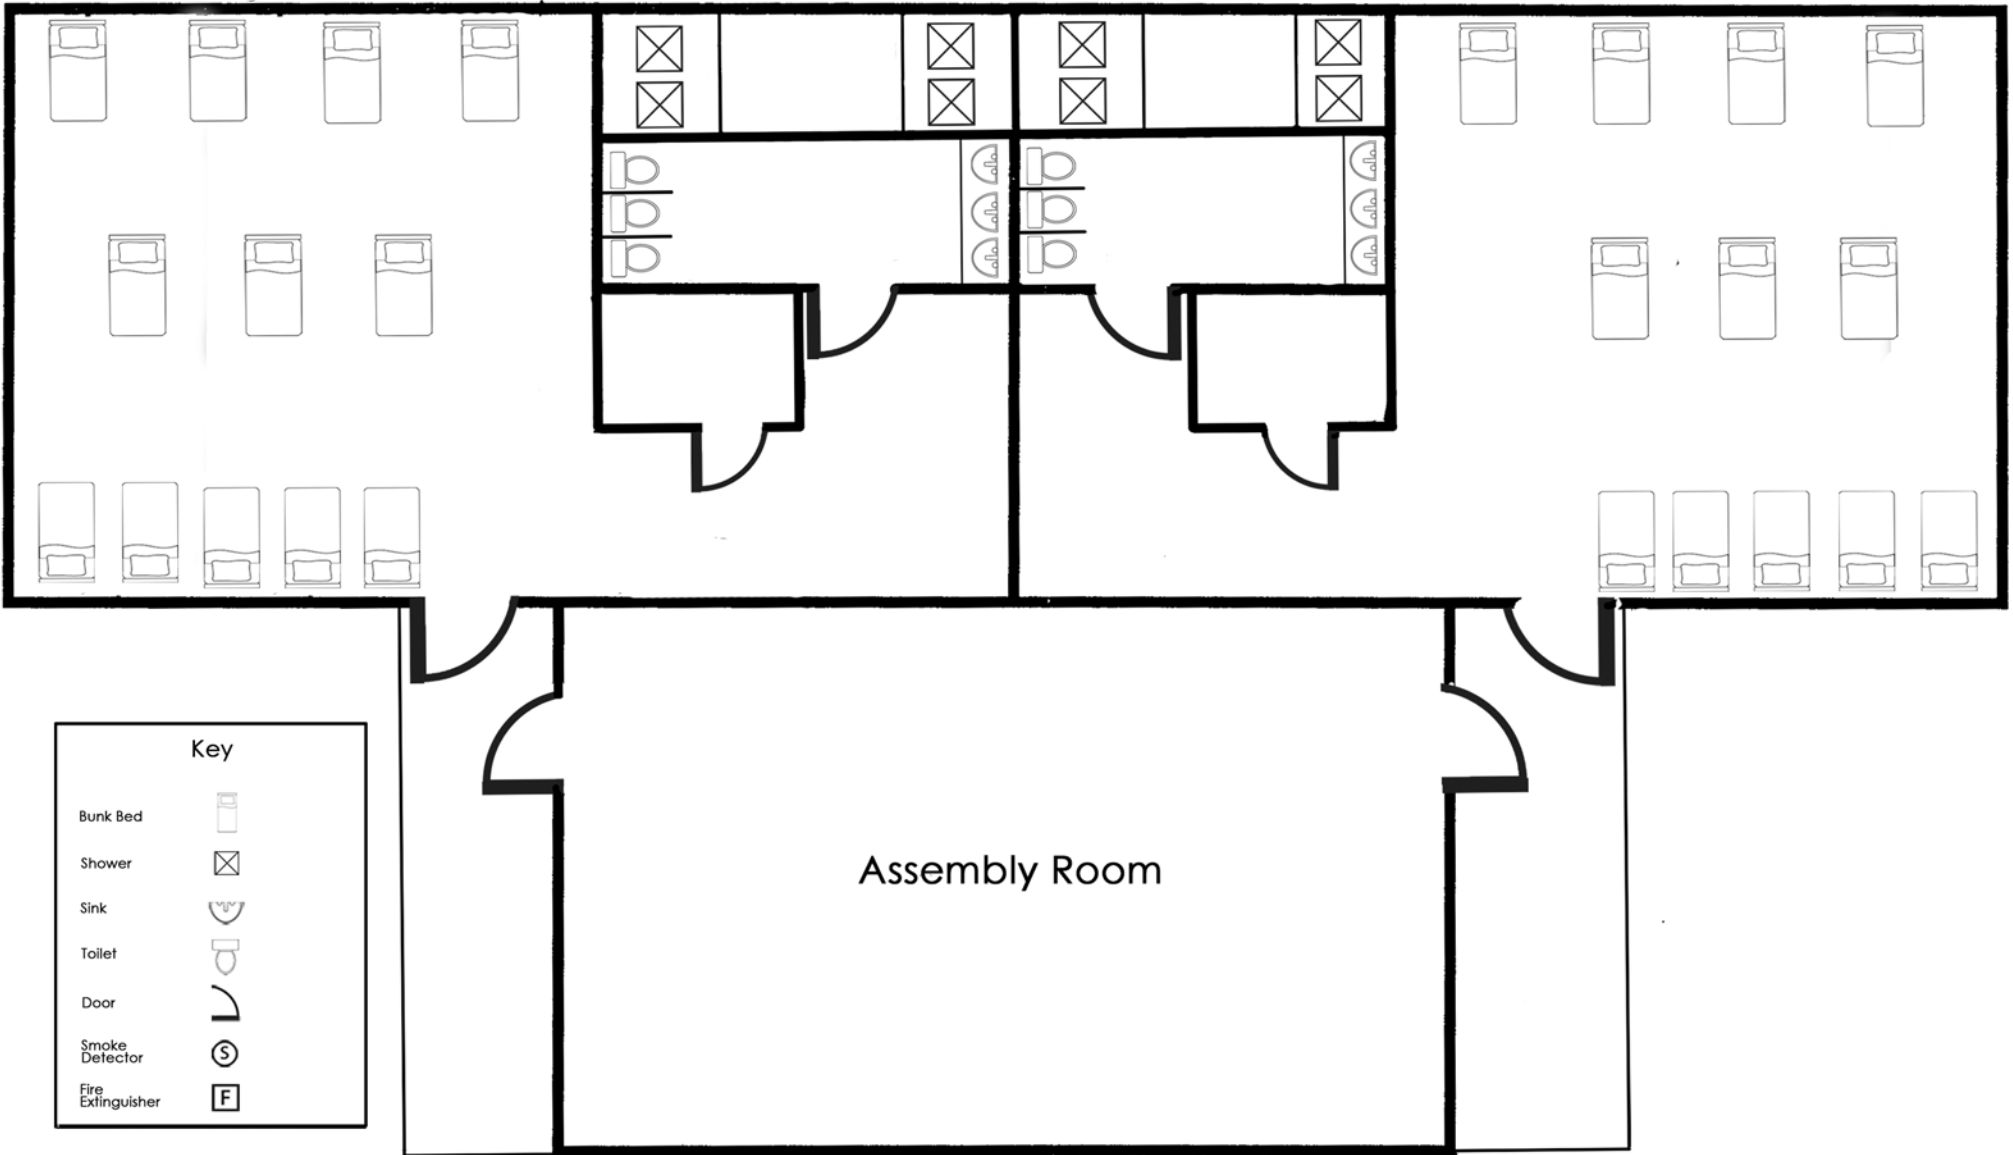 Assembly Room
Key
Bunk Bed
Shower
Sink
Toilet
Door
Smoke
Detector
S
Fire
Extinguisher
F